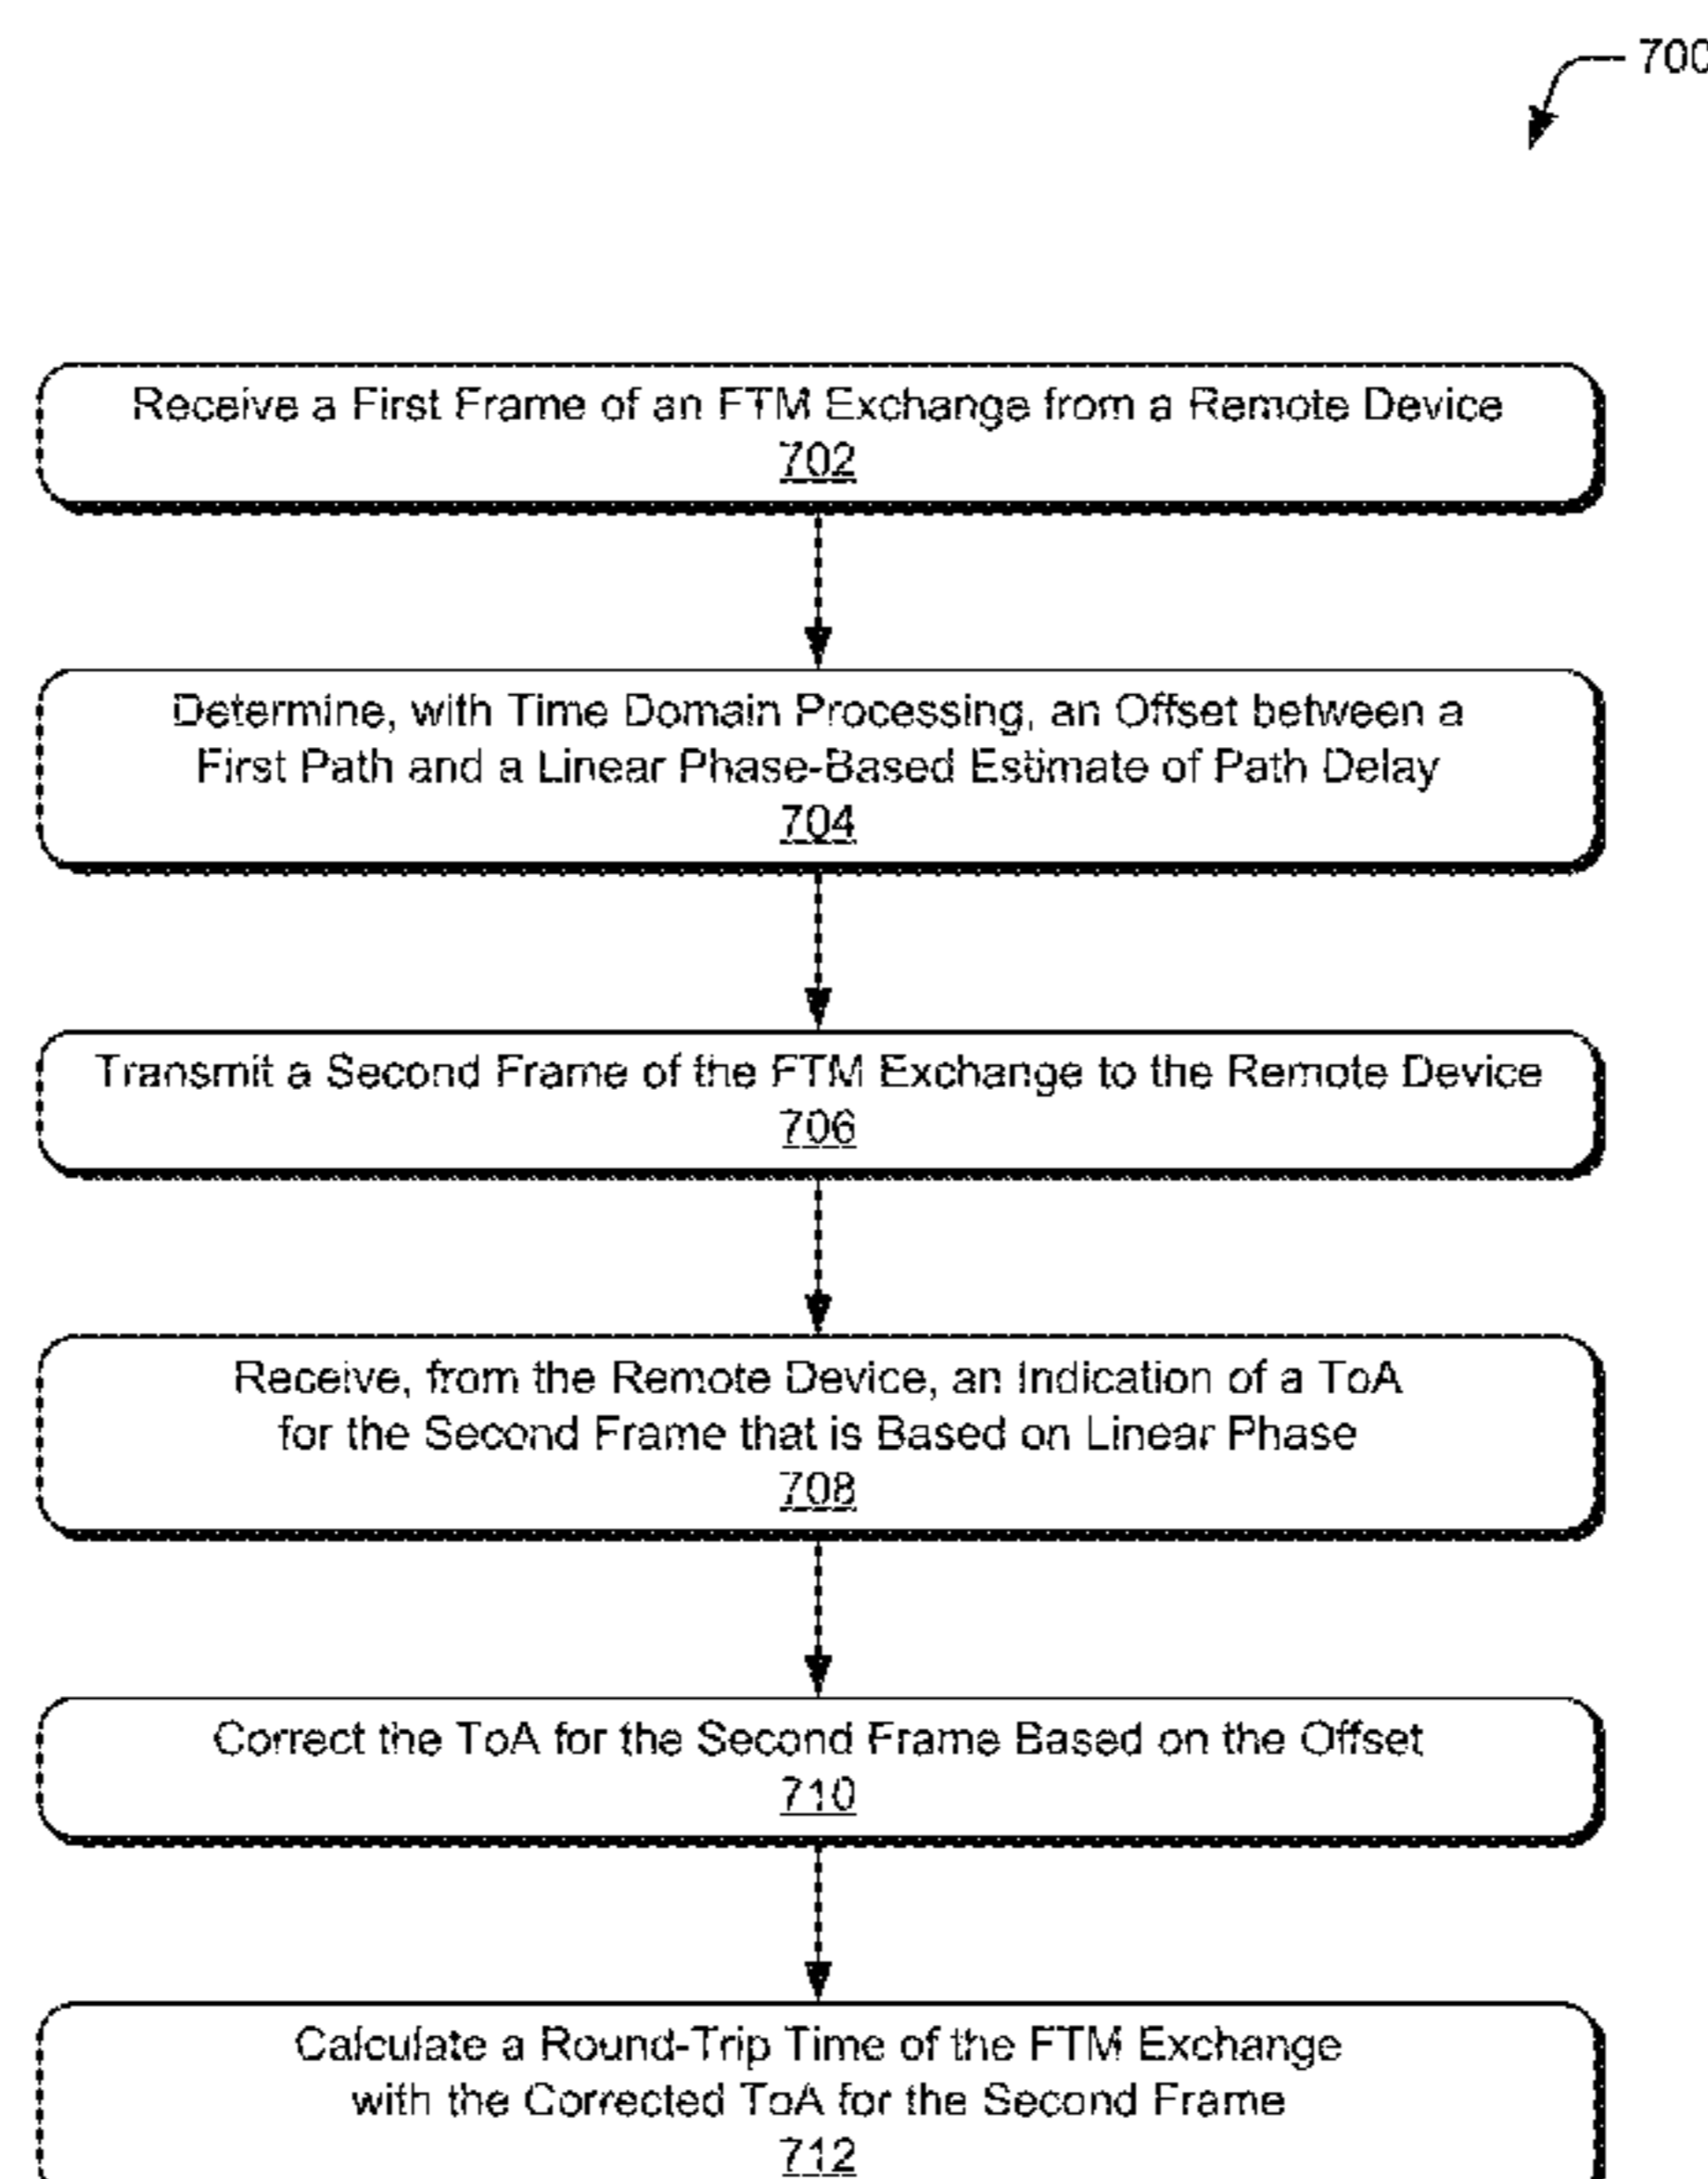 700
Receive a First Frame of an FTM Exchange from a Remote Device
702
Determine, with Time Domain Processing, an Offset between a
First Path and a Linear Phase-Based Estimate of Path Delay
704
Transmit a Second Frame of the FTM Exchange to the Remote Device
706
Receive, from the Remote Device, an Indication of a ToA
for the Second Frame that is Based on Linear Phase
708
Correct the ToA for the Second Frame Based on the Offset
710
Calculate a Round-Trip Time of the FTM Exchange
with the Corrected ToA for the Second Frame
712